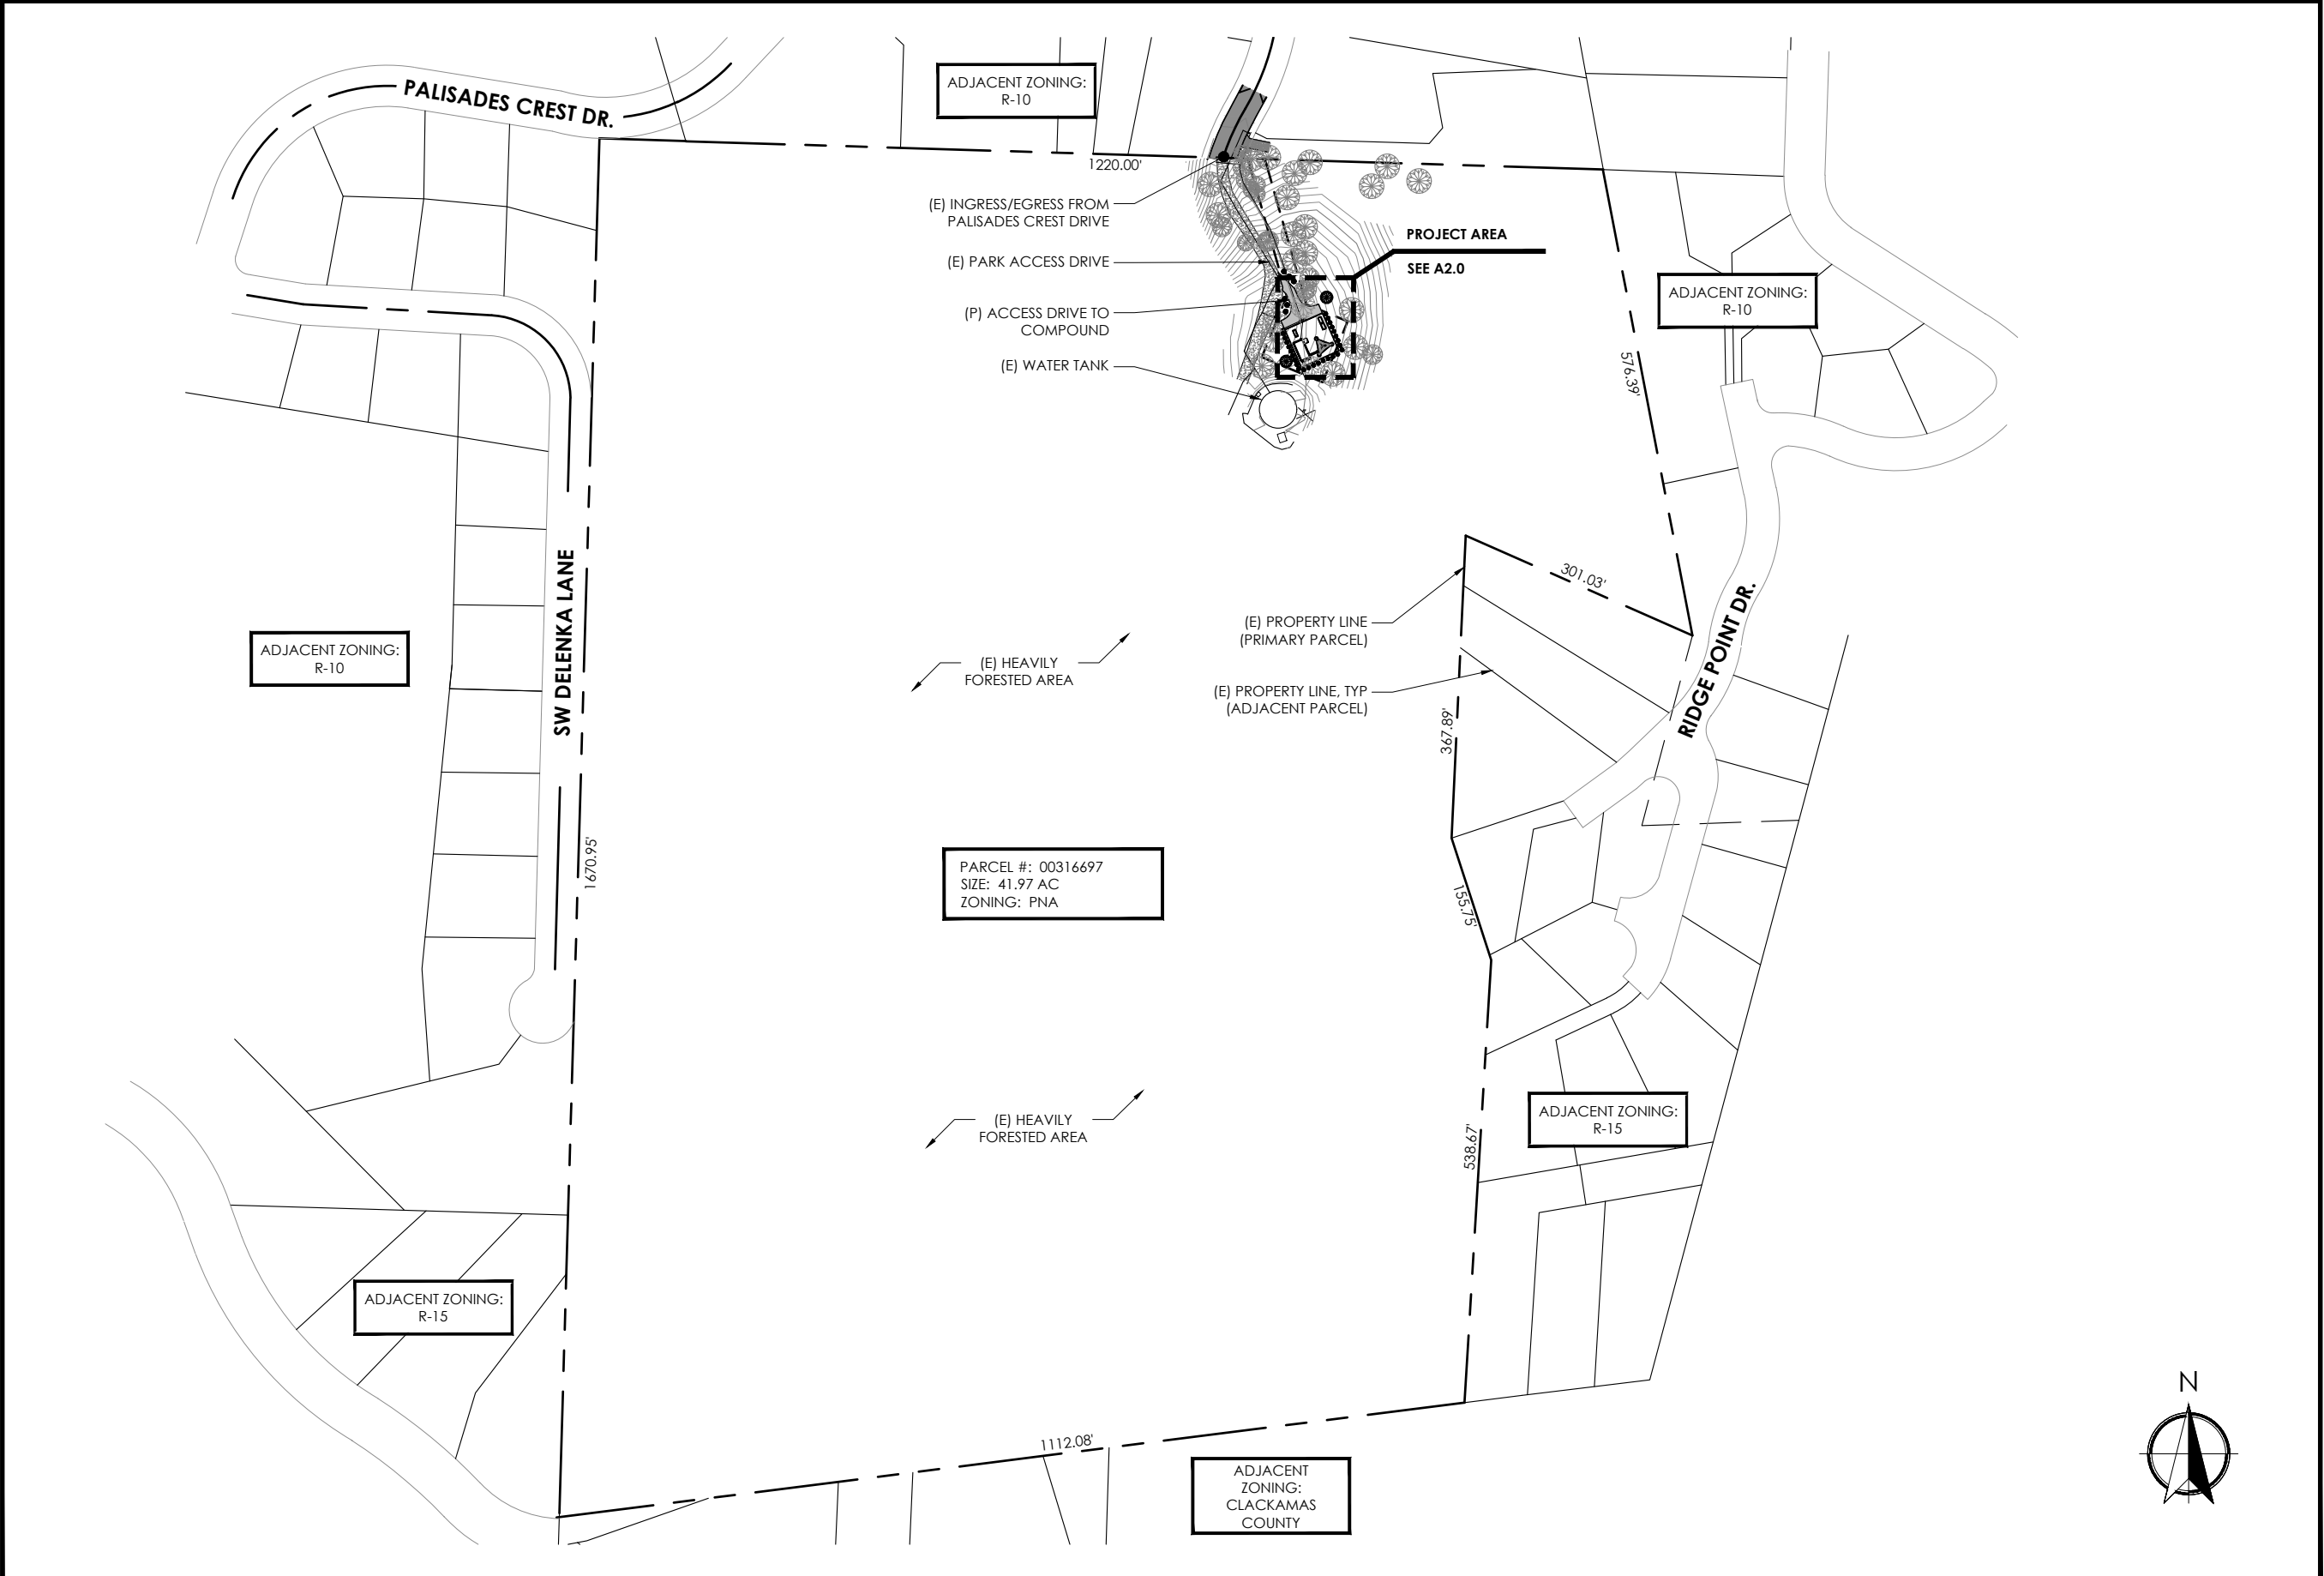 PALISADES CREST DR.
ADJACENT ZONING:
R-10
1220.00'
(E) INGRESS/EGRESS FROM
PALISADES CREST DRIVE
(E) PARK ACCESS DRIVE
(P) ACCESS DRIVE TO
COMPOUND
(E) WATER TANK
PROJECT AREA
SEE A2.0
ADJACENT ZONING:
R-10
576.39'
301.03'
(E) PROPERTY LINE
(PRIMARY PARCEL)
(E) PROPERTY LINE, TYP
(ADJACENT PARCEL)
RIDGE POINT DR.
SW DELENKA LANE
ADJACENT ZONING:
R-10
(E) HEAVILY
FORESTED AREA
367.89'
1670.95'
PARCEL #: 00316697
SIZE: 41.97 AC
ZONING: PNA
155.75'
(E) HEAVILY
FORESTED AREA
538.67'
ADJACENT ZONING:
R-15
ADJACENT ZONING:
R-15
1112.08'
ADJACENT
ZONING:
CLACKAMAS
COUNTY
N